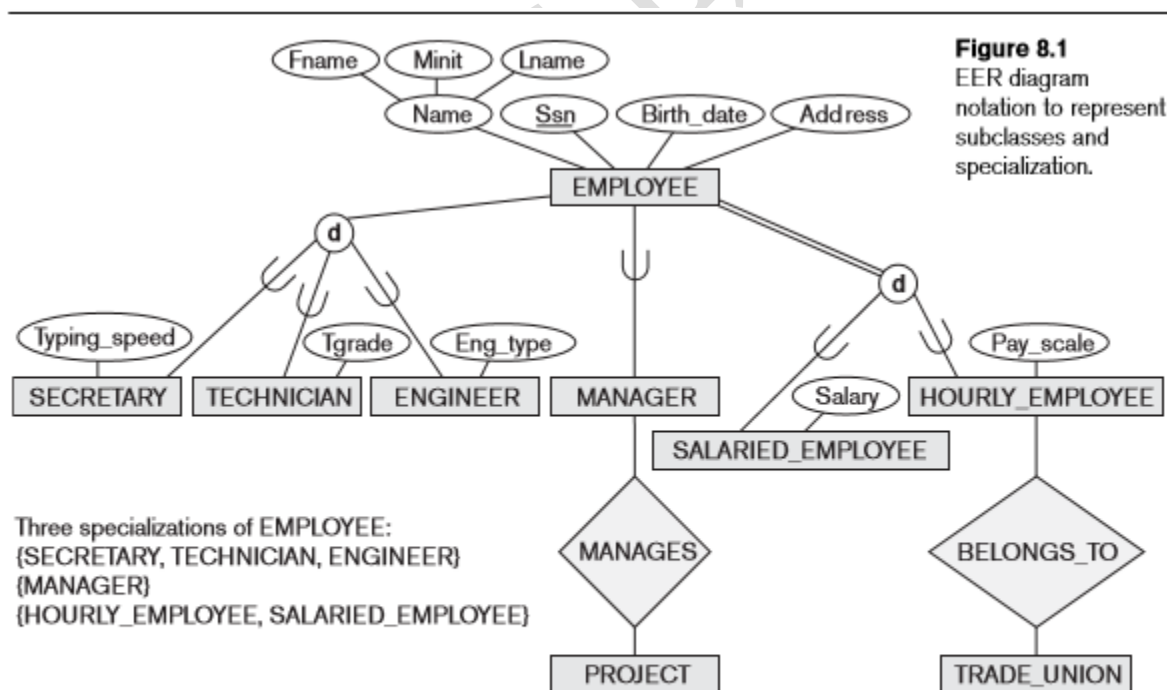 Figure 8.1
EER diagram
notation to represent
subclasses and
specialization.
Fname Minit Lname
Name Ssn Birth_date Address
EMPLOYEE
d
d
Typing_speed Tgrade Eng_type Pay_scale
SECRETARY TECHNICIAN ENGINEER MANAGER Salary HOURLY_EMPLOYEE
SALARIED_EMPLOYEE
Three specializations of EMPLOYEE:
{SECRETARY, TECHNICIAN, ENGINEER}
{MANAGER}
{HOURLY_EMPLOYEE, SALARIED_EMPLOYEE}
MANAGES BELONGS_TO
PROJECT TRADE_UNION